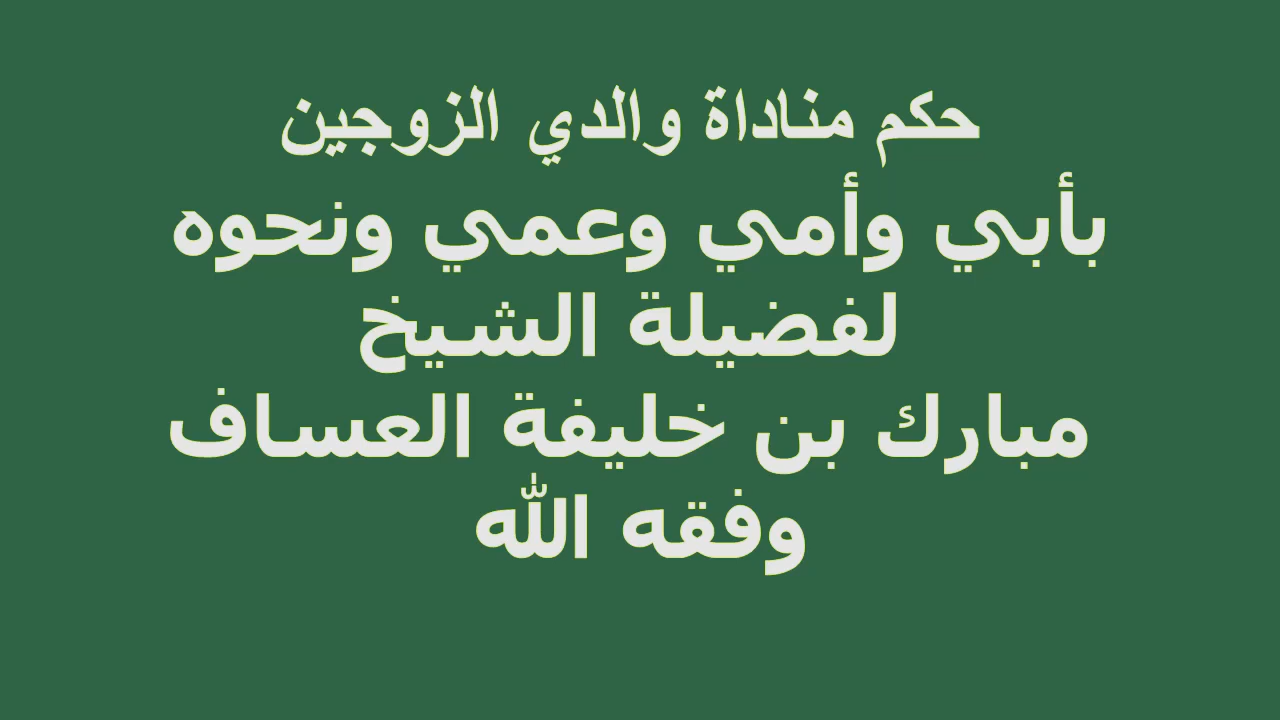 حكم مناداة والدي الزوجين
بأبي وأمي وعمي ونحوه
لفضيلة الشيخ
مبارك بن خليفة العساف
وفقه الله